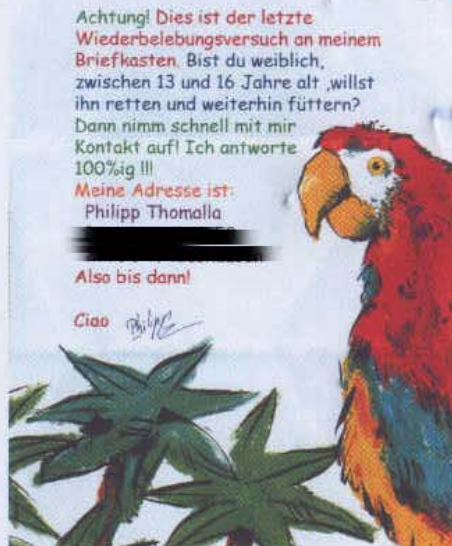 Achtung! Dies ist der letzte
Wiederbelebungsversuch an meinem
Briefkasten. Bist du weiblich,
zwischen 13 und 16 Jahre alt ,willst
ihn retten und weiterhin füttern?
Dann nimm schnell mit mir
Kontakt auf! Ich antworte
100%ig !!!
Meine Adresse ist:
Philipp Thomalla
Also bis dann!
Ciao Philipp